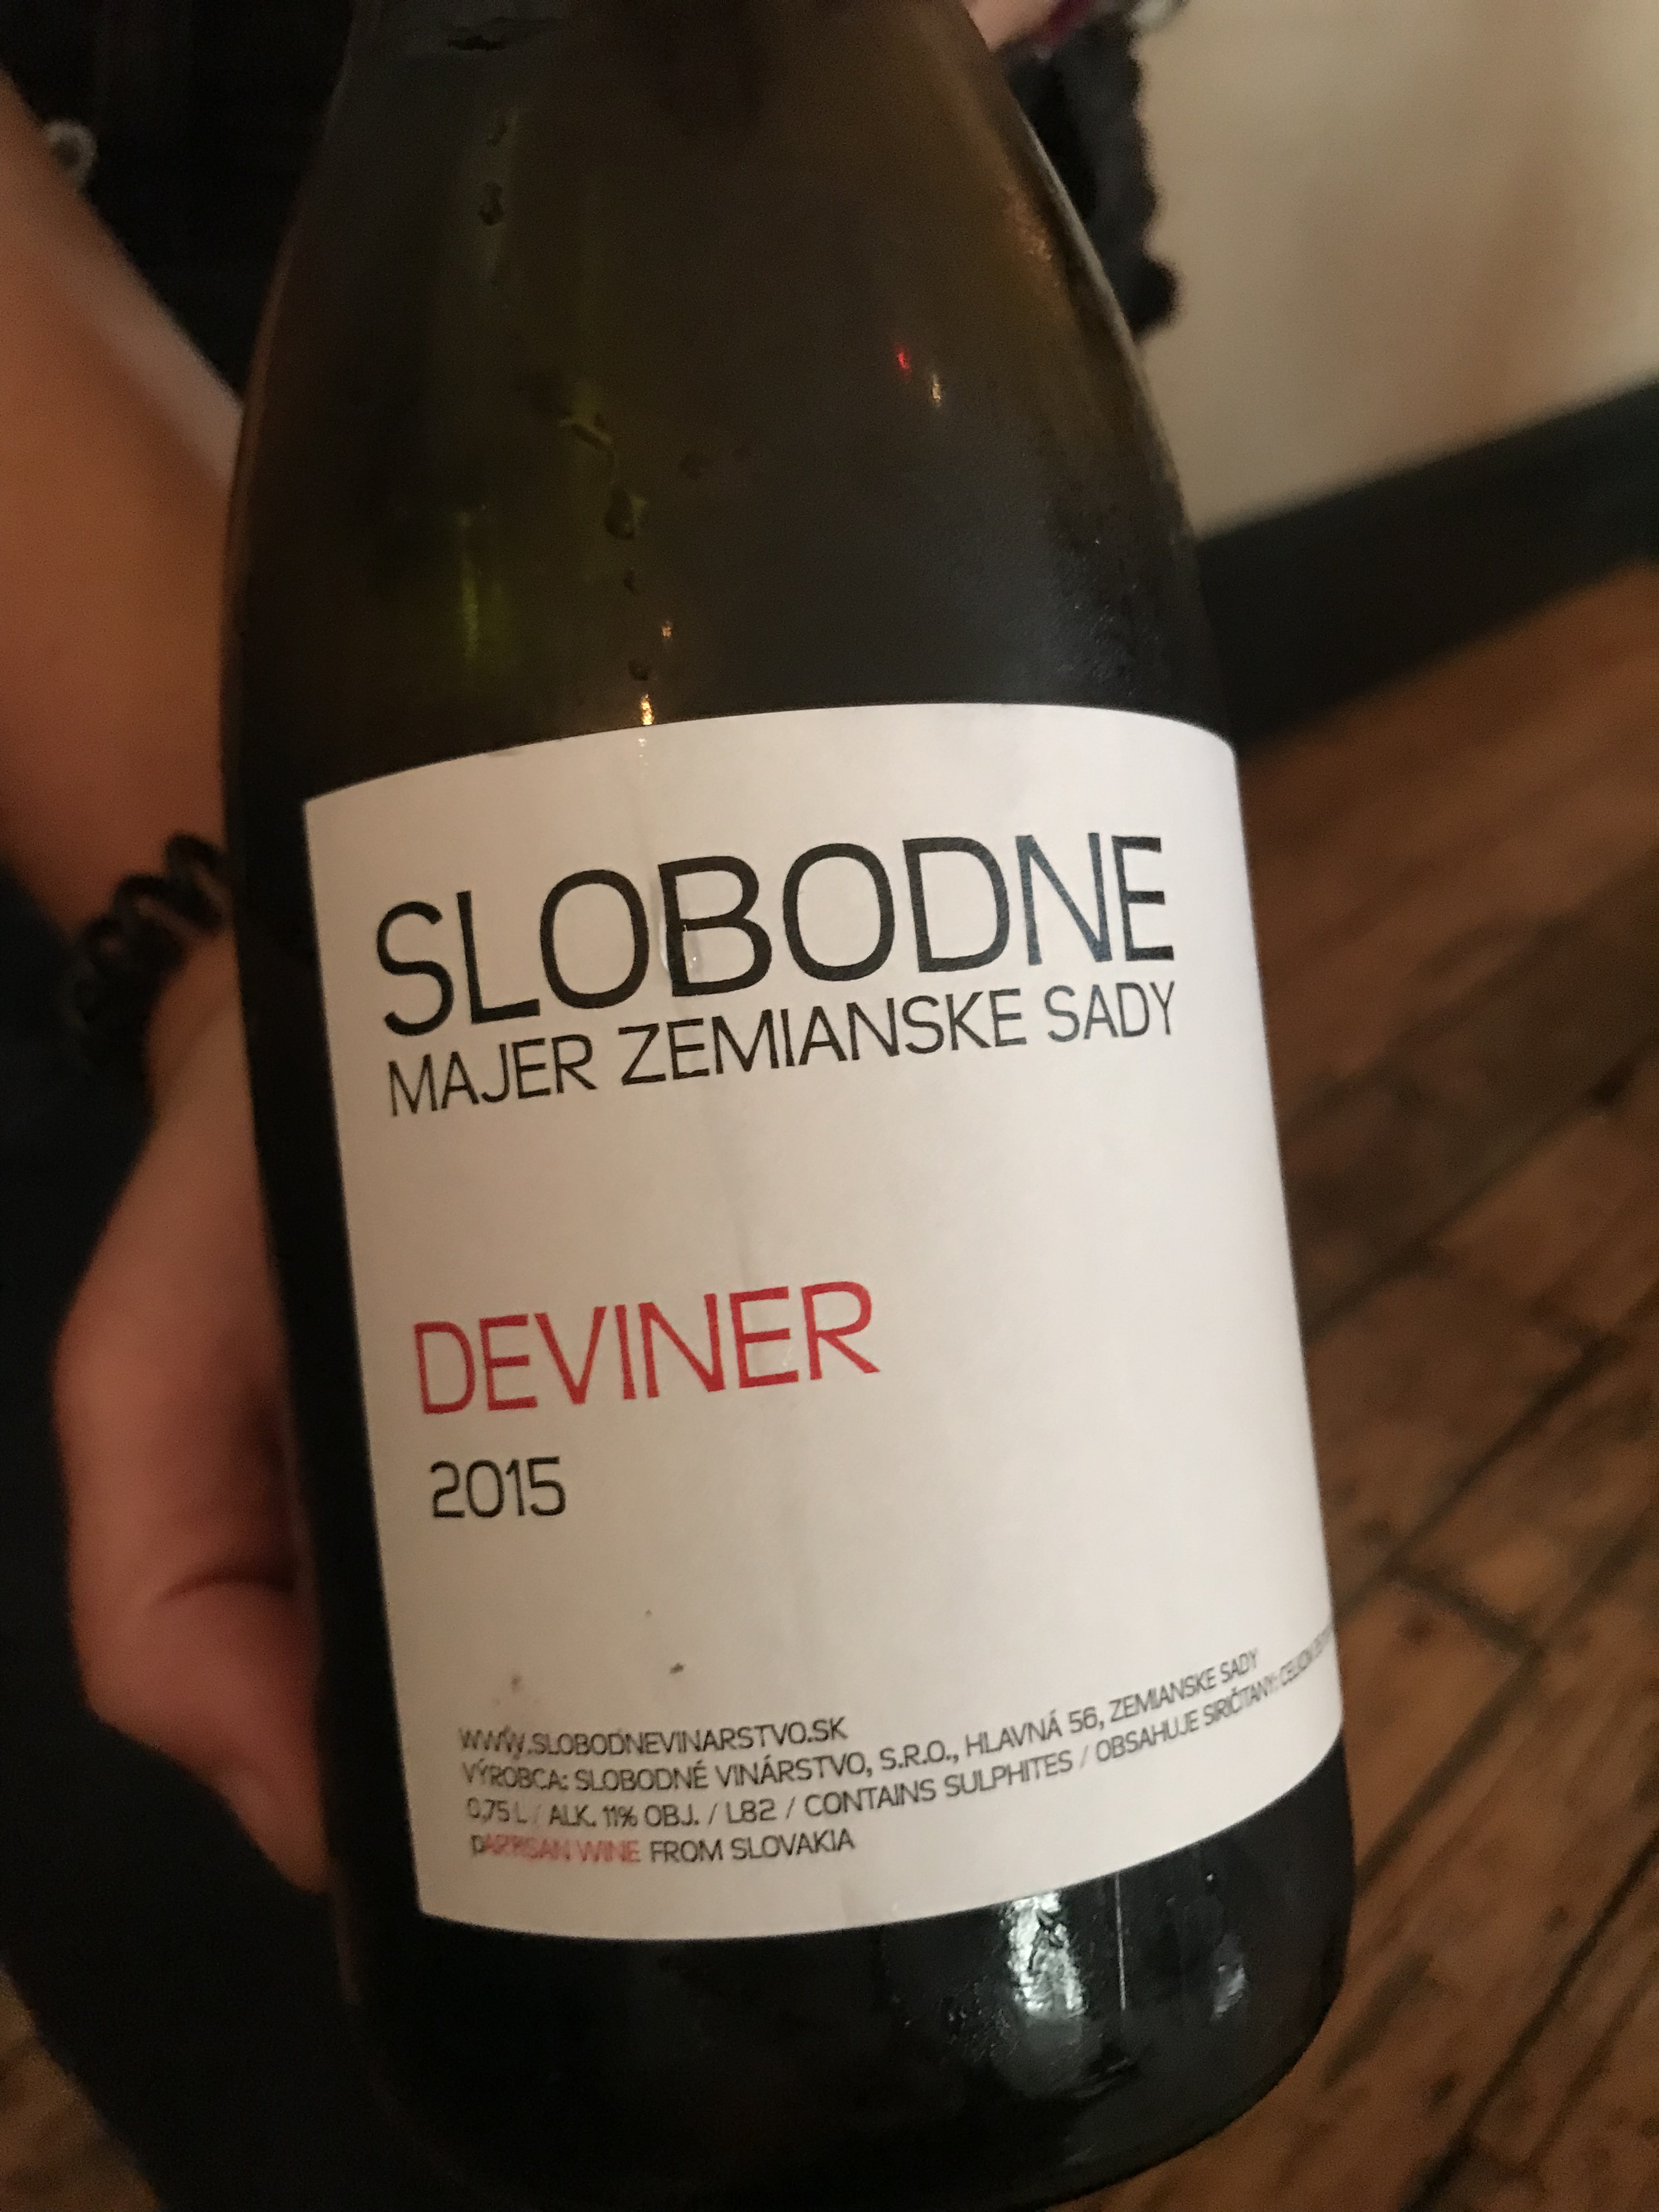 SLOBODNE
MAJER ZEMIANSKE SADY
DEVINER
2015
WWW.SLOBODNEVINARSTVO.SK
VÝROBCA: SLOBODNÉ VINÁRSTVO, S.R.O., HLAVNÁ 56, ZEMIANSKE SADY
0,75 L / ALK. 11% OBJ. / L82 / CONTAINS SULPHITES / OBSAHUJE SIRIČITANY:
WINE FROM SLOVAKIA